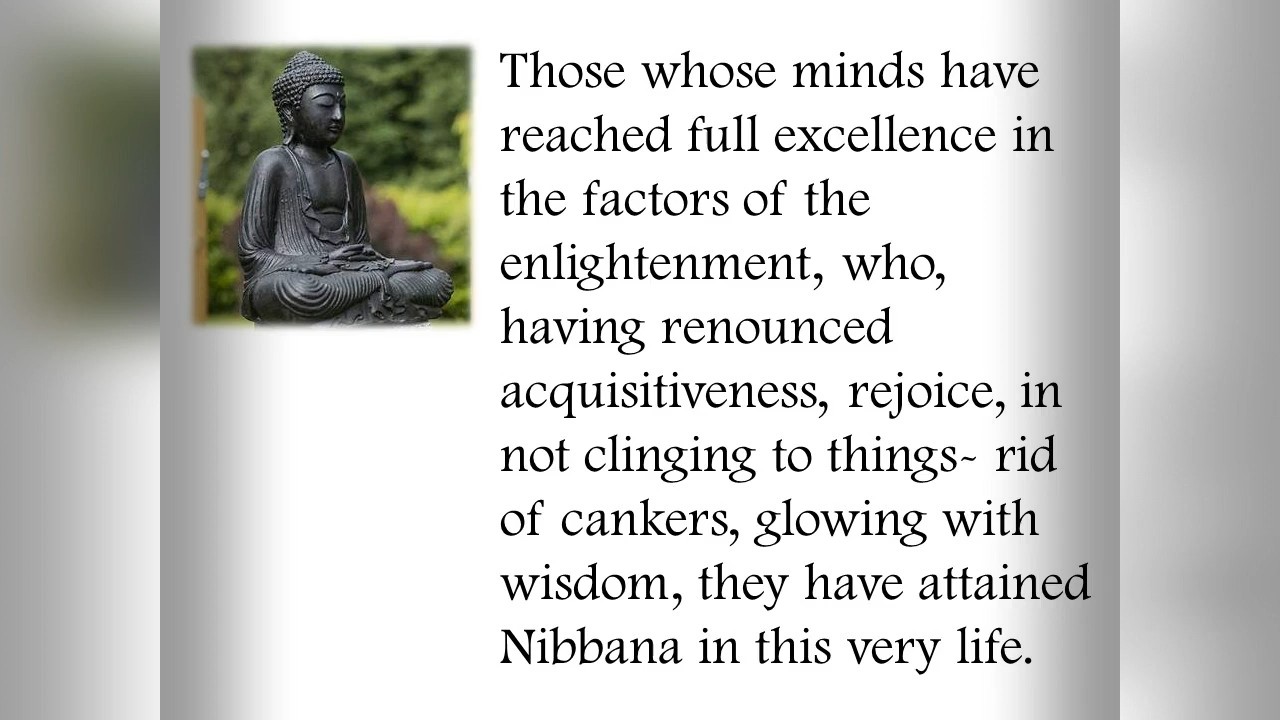 Those whose minds have
reached full excellence in
the factors of the
enlightenment, who,
having renounced
acquisitiveness, rejoice, in
not clinging to things- rid
of cankers, glowing with
wisdom, they have attained
Nibbana in this very life.